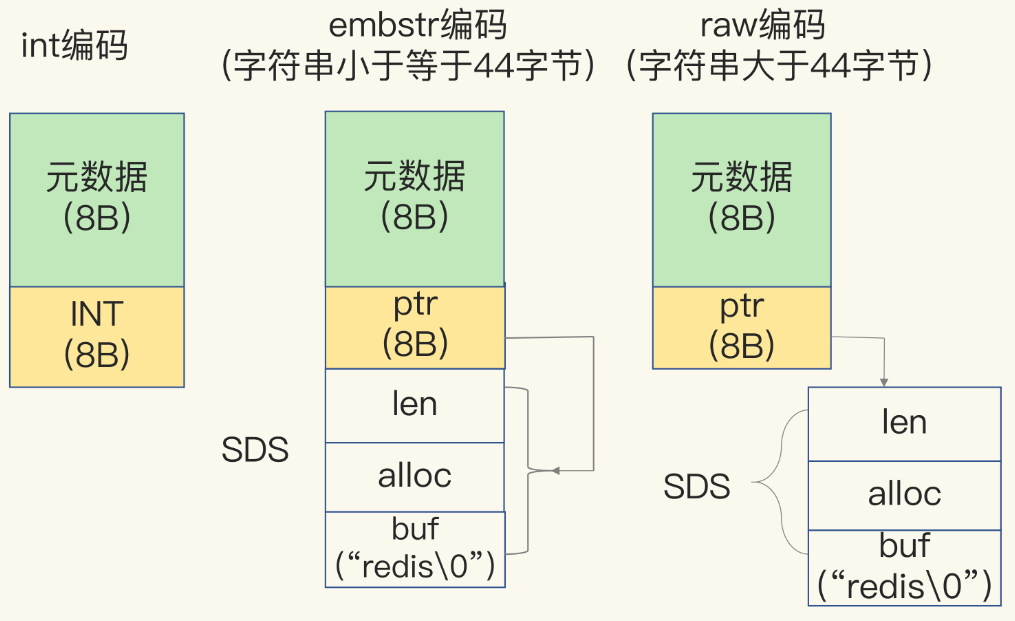 int编码
元数据
(8B)
INT
(8B)
embstr编码
(字符串小于等于44字节)
元数据
(8B)
ptr
(8B)
SDS
len
alloc
buf
(“redis\0”)
raw编码
(字符串大于44字节)
元数据
(8B)
ptr
(8B)
SDS
len
alloc
buf
(“redis\0”)